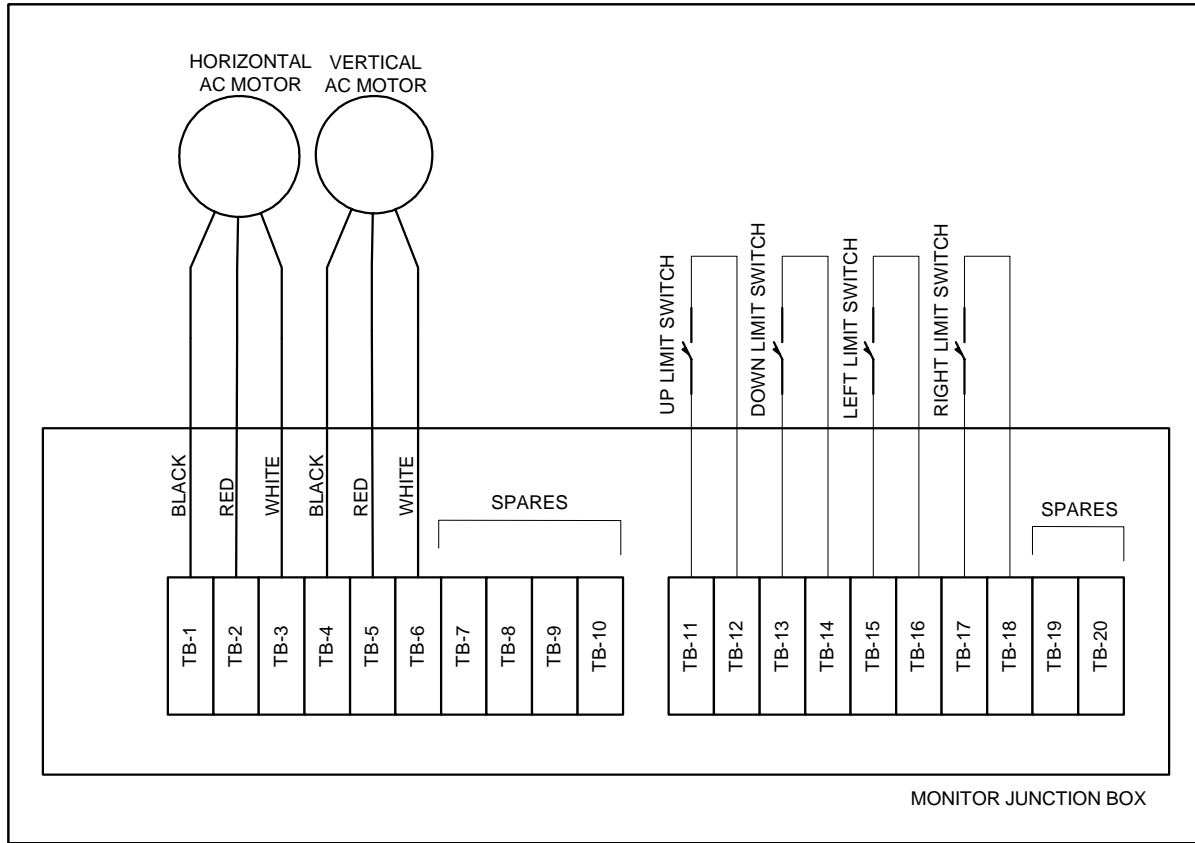 HORIZONTAL
AC MOTOR
VERTICAL
AC MOTOR
UP LIMIT SWITCH
DOWN LIMIT SWITCH
LEFT LIMIT SWITCH
RIGHT LIMIT SWITCH
BLACK
RED
WHITE
BLACK
RED
WHITE
SPARES
SPARES
TB-1
TB-2
TB-3
TB-4
TB-5
TB-6
TB-7
TB-8
TB-9
TB-10
TB-11
TB-12
TB-13
TB-14
TB-15
TB-16
TB-17
TB-18
TB-19
TB-20
MONITOR JUNCTION BOX